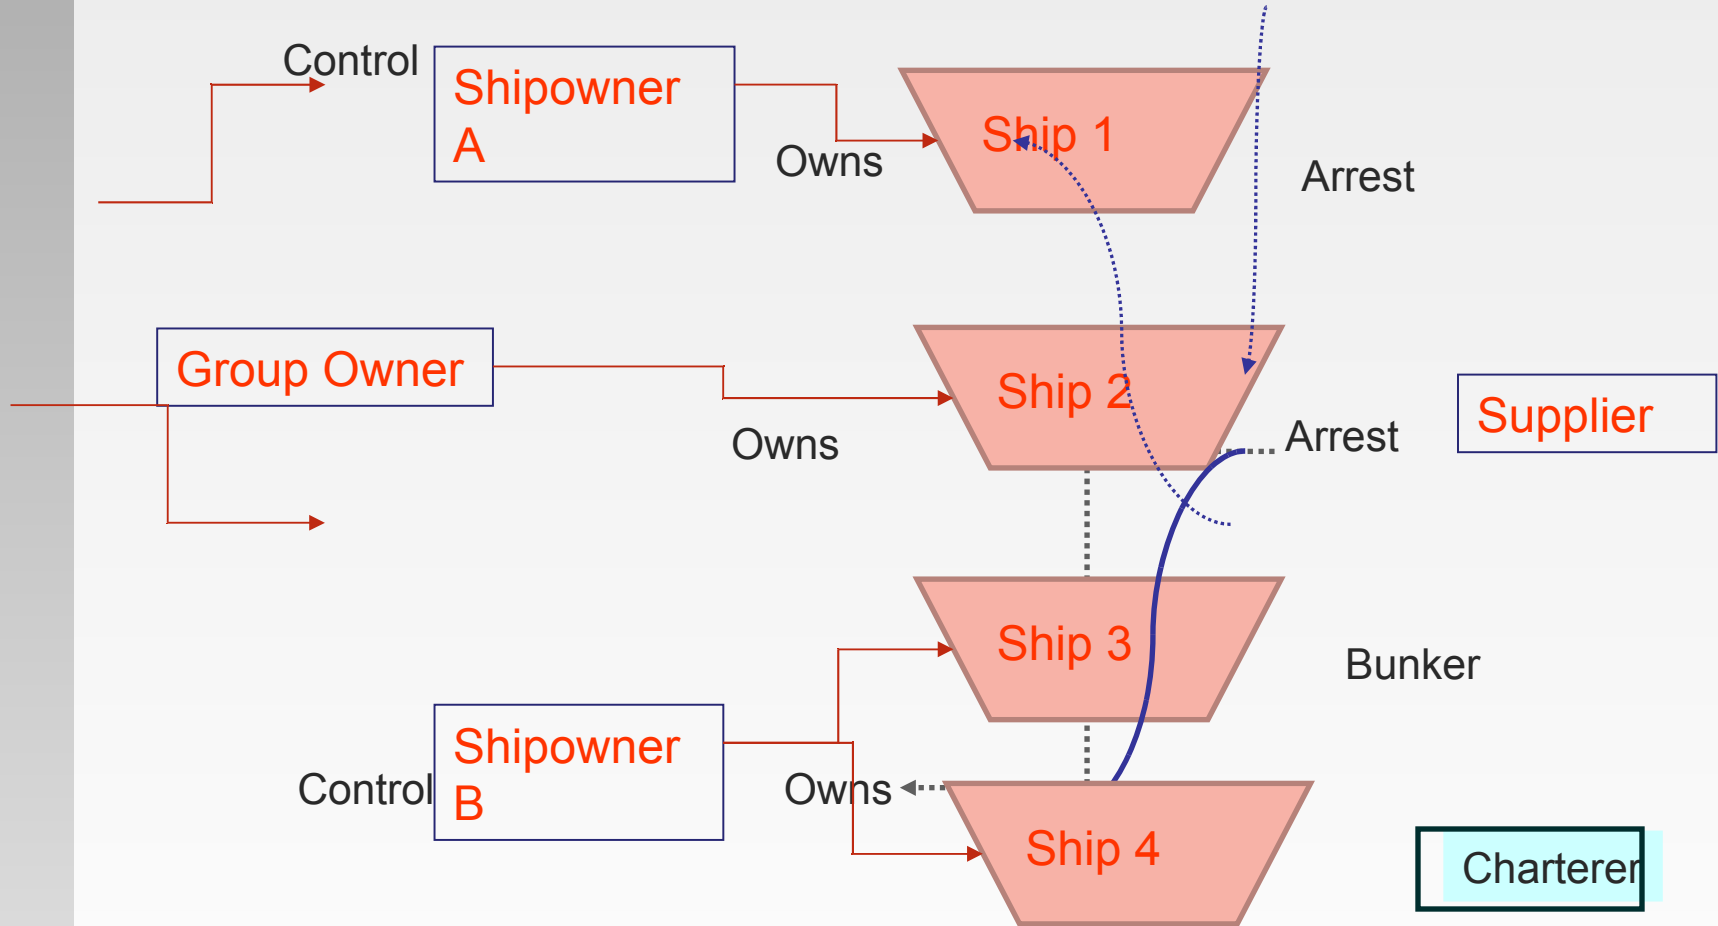 Control
Shipowner
A
Owns
Ship 1
Arrest
Group Owner
Owns
Ship 2
Arrest
Supplier
Ship 3
Bunker
Control
Shipowner
B
Owns
Ship 4
Charterer